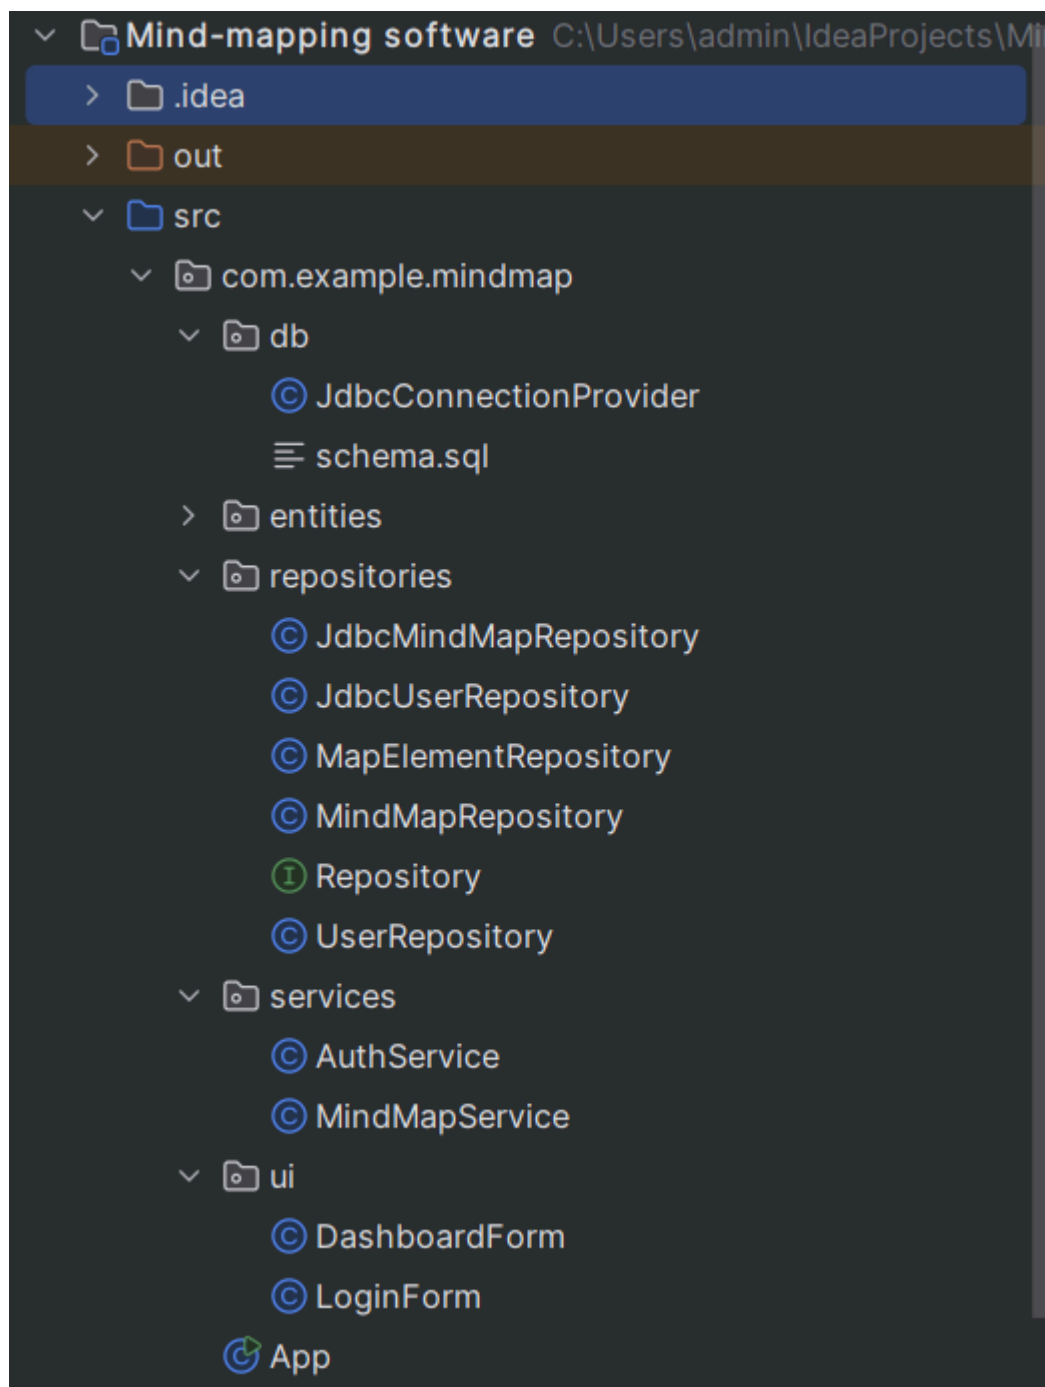 Mind-mapping software C:\Users\admin\IdeaProjects\Mi
.idea
out
src
com.example.mindmap
db
JdbcConnectionProvider
schema.sql
entities
repositories
JdbcMindMapRepository
JdbcUserRepository
MapElementRepository
MindMapRepository
Repository
UserRepository
services
AuthService
MindMapService
ui
DashboardForm
LoginForm
App